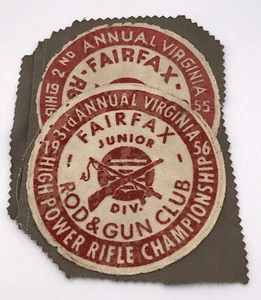 2ND ANNUAL VIRGINIA
55
FAIRFAX
19 3rd ANNUAL VIRGINIA 56
FAIRFAX
JUNIOR
DIV.
ROD & GUN CLUB
HIGH POWER RIFLE CHAMPIONSHIPS